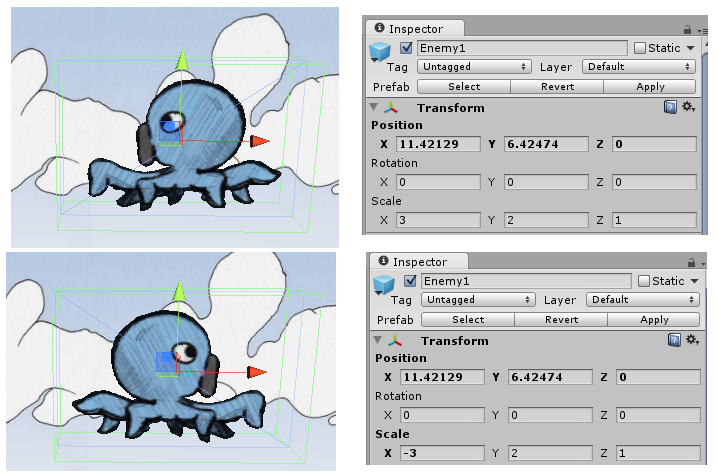 Inspector
Enemy1 Static
Tag Untagged Layer Default
Prefab Select Revert Apply
Transform
Position
X 11.42129 Y 6.42474 Z 0
Rotation
X 0 Y 0 Z 0
Scale
X 3 Y 2 Z 1
Inspector
Enemy1 Static
Tag Untagged Layer Default
Prefab Select Revert Apply
Transform
Position
X 11.42129 Y 6.42474 Z 0
Rotation
X 0 Y 0 Z 0
Scale
X -3 Y 2 Z 1